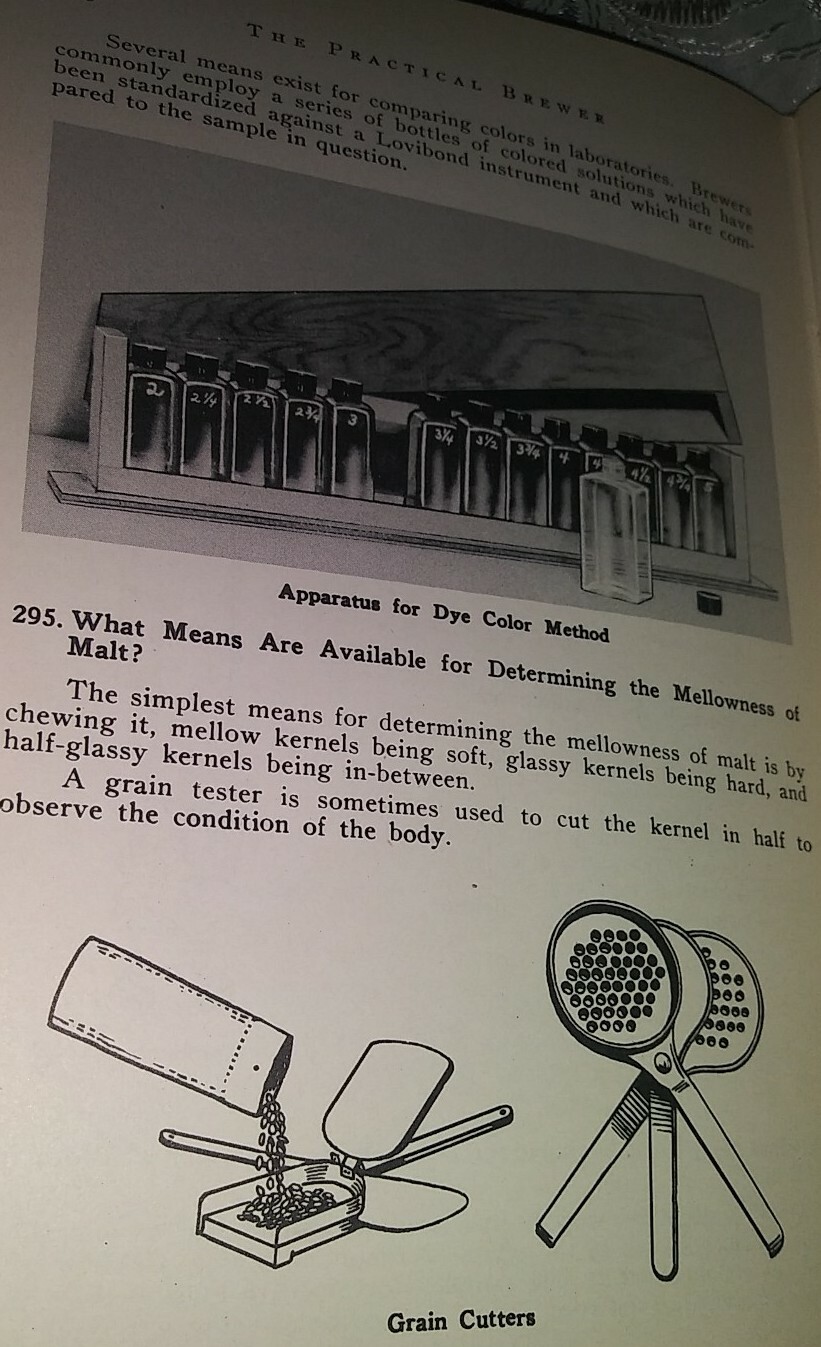 THE PRACTICAL BREWER
Several means exist for comparing colors in laboratories. Brewers
commonly employ a series of bottles of colored solutions which have
been standardized against a Lovibond instrument and which are com-
pared to the sample in question.
2 2¼ 2½ 2¾ 3 3¼ 3½ 3¾ 4 4 4½ 4¾ 5
Apparatus for Dye Color Method
295. What Means Are Available for Determining the Mellowness of
Malt?
The simplest means for determining the mellowness of malt is by
chewing it, mellow kernels being soft, glassy kernels being hard, and
half-glassy kernels being in-between.
A grain tester is sometimes used to cut the kernel in half to
observe the condition of the body.
Grain Cutters